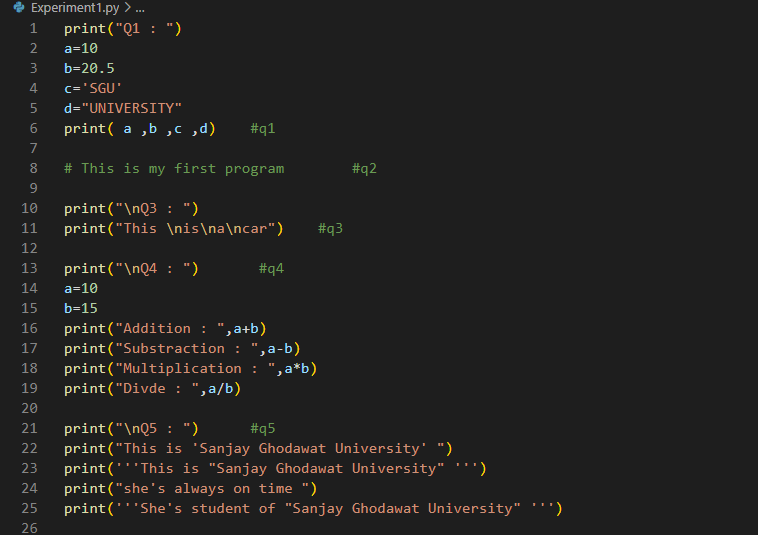 Experiment1.py > ...
1 print("Q1 : ")
2 a=10
3 b=20.5
4 c='SGU'
5 d="UNIVERSITY"
6 print( a ,b ,c ,d)    #q1
7
8 # This is my first program        #q2
9
10 print("\nQ3 : ")
11 print("This \nis\na\ncar")    #q3
12
13 print("\nQ4 : ")       #q4
14 a=10
15 b=15
16 print("Addition : ",a+b)
17 print("Substraction : ",a-b)
18 print("Multiplication : ",a*b)
19 print("Divde : ",a/b)
20
21 print("\nQ5 : ")      #q5
22 print("This is 'Sanjay Ghodawat University' ")
23 print('''This is "Sanjay Ghodawat University" ''')
24 print("she's always on time ")
25 print('''She's student of "Sanjay Ghodawat University" ''')
26